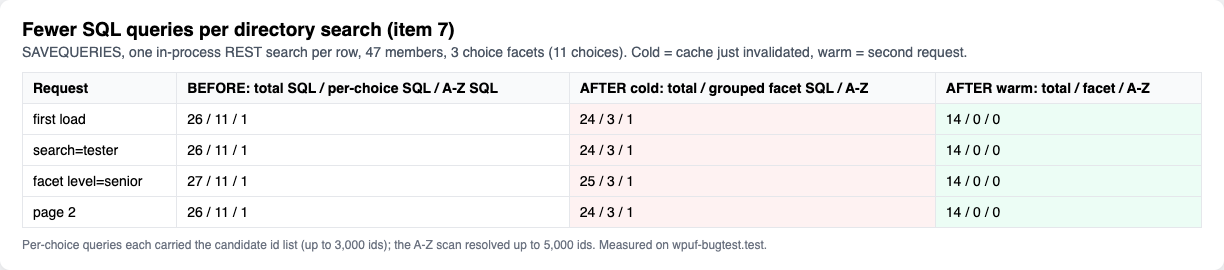 Fewer SQL queries per directory search (item 7)
SAVEQUERIES, one in-process REST search per row, 47 members, 3 choice facets (11 choices). Cold = cache just invalidated, warm = second request.
Request BEFORE: total SQL / per-choice SQL / A-Z SQL AFTER cold: total / grouped facet SQL / A-Z AFTER warm: total / facet / A-Z
first load 26 / 11 / 1 24 / 3 / 1 14 / 0 / 0
search=tester 26 / 11 / 1 24 / 3 / 1 14 / 0 / 0
facet level=senior 27 / 11 / 1 25 / 3 / 1 14 / 0 / 0
page 2 26 / 11 / 1 24 / 3 / 1 14 / 0 / 0
Per-choice queries each carried the candidate id list (up to 3,000 ids); the A-Z scan resolved up to 5,000 ids. Measured on wpuf-bugtest.test.